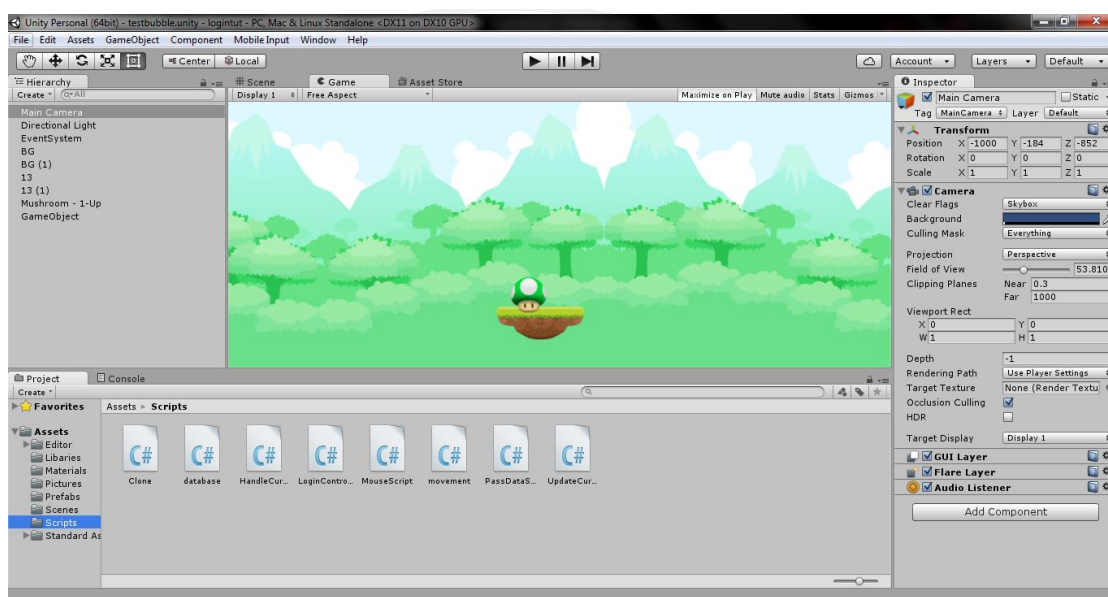 Unity Personal (64bit) - testbubble.unity - logintut - PC, Mac & Linux Standalone <DX11 on DX10 GPU>
File Edit Assets GameObject Component Mobile Input Window Help
Center Local Account Layers Default
Hierarchy
Create All
Main Camera
Directional Light
EventSystem
BG
BG (1)
13
13 (1)
Mushroom - 1-Up
GameObject
Scene Game Asset Store
Display 1 Free Aspect Maximize on Play Mute audio Stats Gizmos
Inspector
Main Camera Static
Tag MainCamera Layer Default
Transform
Position X -1000 Y -184 Z -852
Rotation X 0 Y 0 Z 0
Scale X 1 Y 1 Z 1
Camera
Clear Flags Skybox
Background
Culling Mask Everything
Projection Perspective
Field of View 53.810
Clipping Planes Near 0.3
Far 1000
Viewport Rect
X 0 Y 0
W 1 H 1
Depth -1
Rendering Path Use Player Settings
Target Texture None (Render Textu
Occlusion Culling
HDR
Target Display Display 1
GUI Layer
Flare Layer
Audio Listener
Add Component
Project Console
Create
Favorites
Assets
Editor
Libaries
Materials
Pictures
Prefabs
Scenes
Scripts
Standard As
Assets Scripts
C# C# C# C# C# C# C# C#
Clone database HandleCur... LoginContro... MouseScript movement PassDataS... UpdateCur...